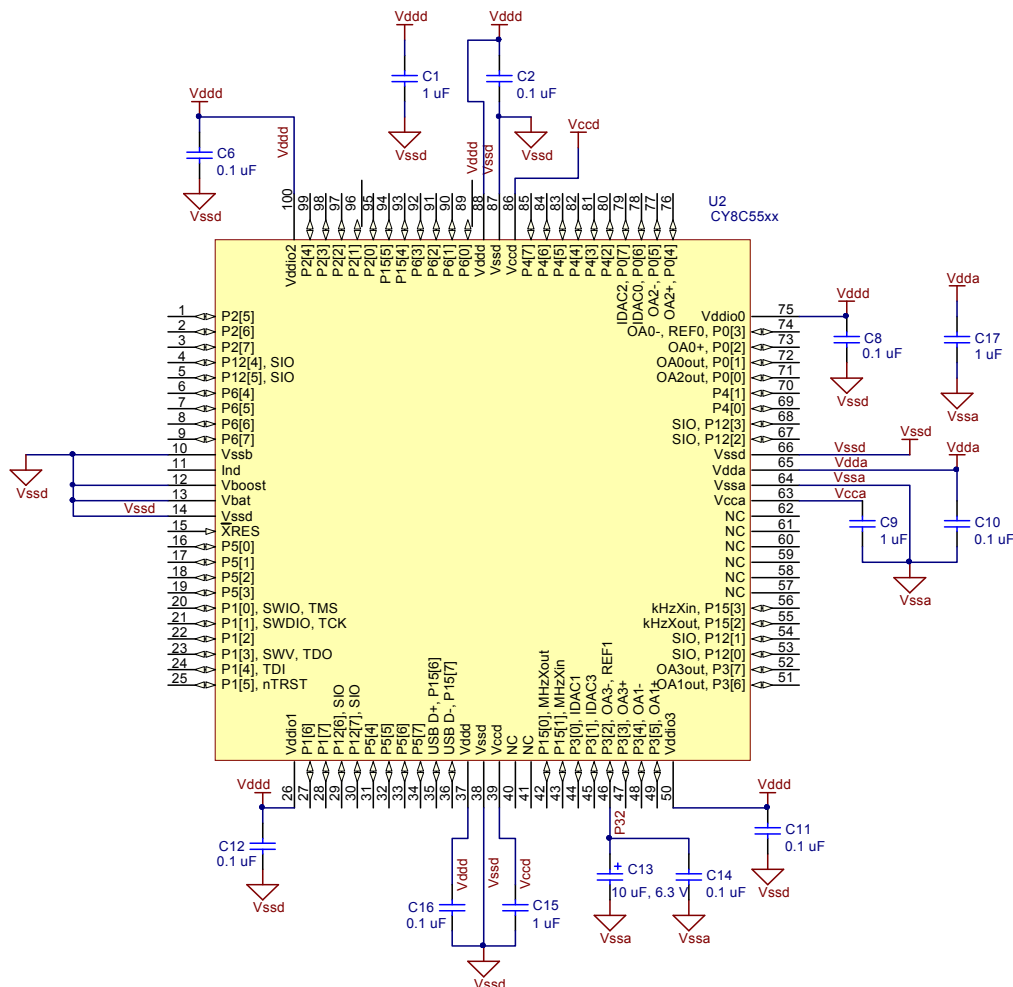 Vddd
Vddd
C1
1 uF
C2
0.1 uF
Vddd
Vccd
C6
0.1 uF
Vddd
Vddd
Vssd
Vssd
Vssd
Vssd
U2
CY8C55xx
100
99
98
97
96
95
94
93
92
91
90
89
88
87
86
85
84
83
82
81
80
79
78
77
76
Vddio2
P2[4]
P2[3]
P2[2]
P2[1]
P2[0]
P15[5]
P15[4]
P6[3]
P6[2]
P6[1]
P6[0]
Vddd
Vssd
Vccd
P4[7]
P4[6]
P4[5]
P4[4]
P4[3]
P4[2]
IDAC2, P0[7]
IDAC0, P0[6]
OA2-, P0[5]
OA2+, P0[4]
1 P2[5]
2 P2[6]
3 P2[7]
4 P12[4], SIO
5 P12[5], SIO
6 P6[4]
7 P6[5]
8 P6[6]
9 P6[7]
10 Vssb
11 Ind
12 Vboost
13 Vbat
Vssd 14 Vssd
15 XRES
16 P5[0]
17 P5[1]
18 P5[2]
19 P5[3]
20 P1[0], SWIO, TMS
21 P1[1], SWDIO, TCK
22 P1[2]
23 P1[3], SWV, TDO
24 P1[4], TDI
25 P1[5], nTRST
Vssd
Vddio0 75
OA0-, REF0, P0[3] 74
OA0+, P0[2] 73
OA0out, P0[1] 72
OA2out, P0[0] 71
P4[1] 70
P4[0] 69
SIO, P12[3] 68
SIO, P12[2] 67
Vssd 66 Vssd
Vdda 65 Vdda
Vssa 64 Vssa
Vcca 63 Vcca
NC 62
NC 61
NC 60
NC 59
NC 58
NC 57
kHzXin, P15[3] 56
kHzXout, P15[2] 55
SIO, P12[1] 54
SIO, P12[0] 53
OA3out, P3[7] 52
OA1out, P3[6] 51
Vddd
C8
0.1 uF
Vssd
Vdda
C17
1 uF
Vssa
Vssd
Vdda
C9
1 uF
C10
0.1 uF
Vssa
Vddio1
P1[6]
P1[7]
P12[6], SIO
P12[7], SIO
P5[4]
P5[5]
P5[6]
P5[7]
USB D+, P15[6]
USB D-, P15[7]
Vddd
Vssd
Vccd
NC
NC
P15[0], MHzXout
P15[1], MHzXin
P3[0], IDAC1
P3[1], IDAC3
P3[2], OA3-, REF1
P3[3], OA3+
P3[4], OA1-
P3[5], OA1+
Vddio3
26
27
28
29
30
31
32
33
34
35
36
37
38
39
40
41
42
43
44
45
46
47
48
49
50
Vddd
C12
0.1 uF
Vssd
Vddd
Vssd
Vccd
C16
0.1 uF
C15
1 uF
Vssd
P32
+
C13
10 uF, 6.3 V
C14
0.1 uF
Vssa
Vssa
Vddd
C11
0.1 uF
Vssd